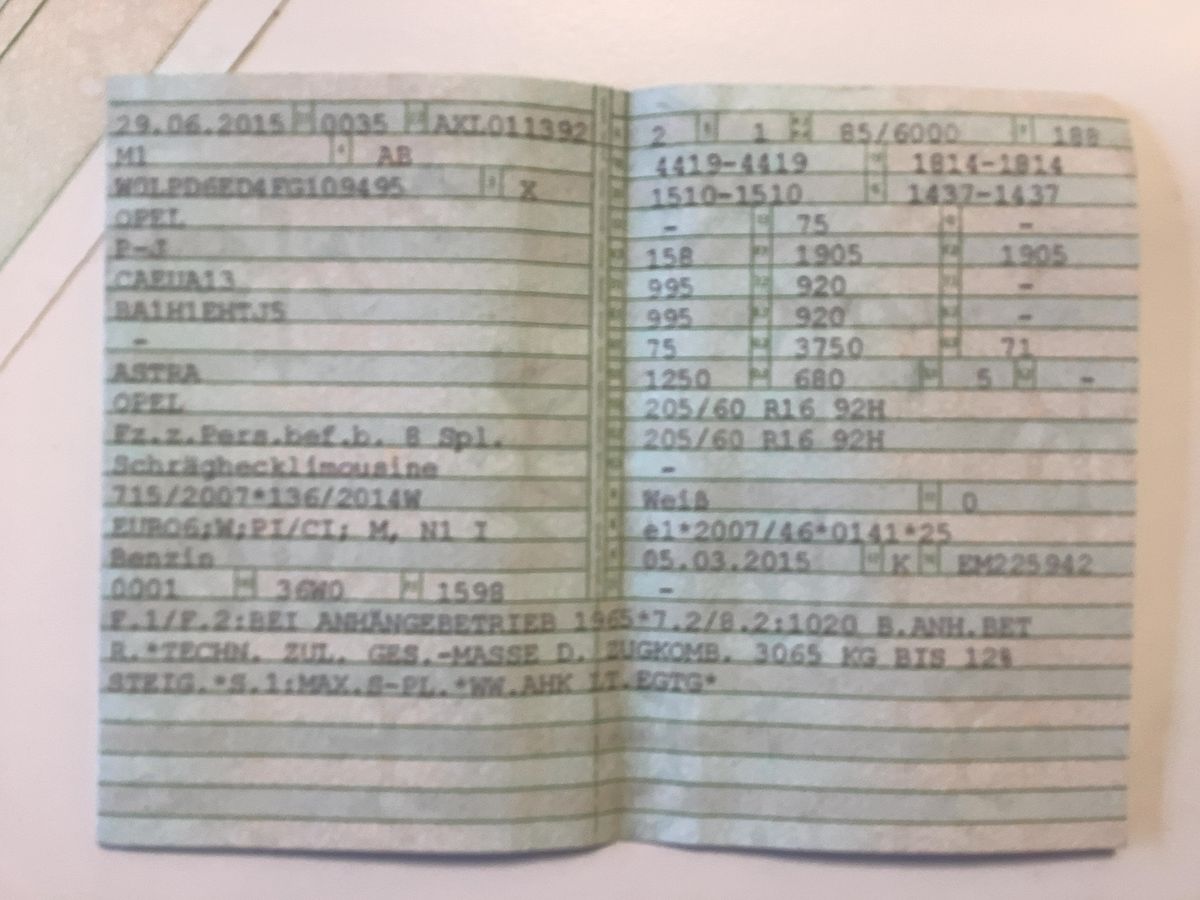 29.06.2015 0035 AXL011392
M1 AB
W0LPD6ED4FG109495 X
OPEL
P-J
CAEUA13
BA1H1EHTJ5
-
ASTRA
OPEL
Fz.z.Pers.bef.b. 8 Spl.
Schräghecklimousine
715/2007*136/2014W
EURO6;W;PI/CI; M, N1 I
Benzin
0001 36W0 1598
2 1 85/6000 188
4419-4419 1814-1814
1510-1510 1437-1437
- 75 -
158 1905 1905
995 920 -
995 920 -
75 3750 71
1250 680 5 -
205/60 R16 92H
205/60 R16 92H
-
Weiß 0
e1*2007/46*0141*25
05.03.2015 K EM225942
-
F.1/F.2:BEI ANHÄNGEBETRIEB 1965*7.2/8.2:1020 B.ANH.BET
R.*TECHN. ZUL. GES.-MASSE D. ZUGKOMB. 3065 KG BIS 12%
STEIG.*S.1:MAX.S-PL.*WW.AHK LT.EGTG*